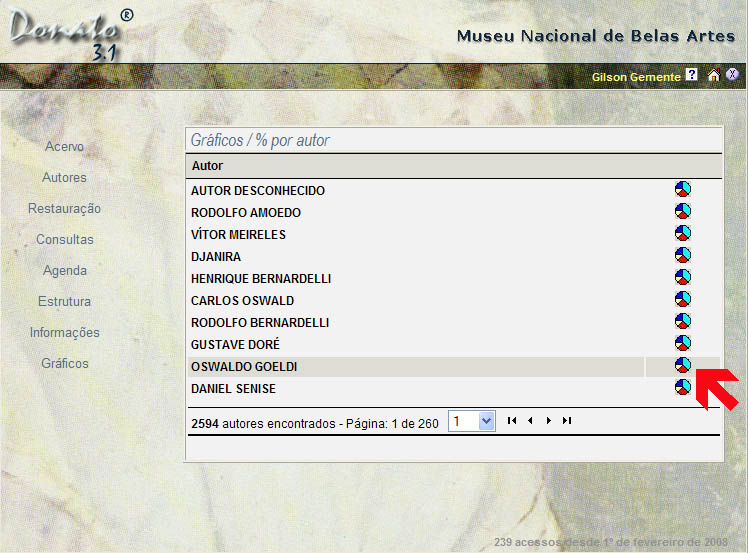 Donato ®
3.1
Museu Nacional de Belas Artes
Gilson Gemente ? X
Acervo
Autores
Restauração
Consultas
Agenda
Estrutura
Informações
Gráficos
Gráficos / % por autor
Autor
AUTOR DESCONHECIDO
RODOLFO AMOEDO
VÍTOR MEIRELES
DJANIRA
HENRIQUE BERNARDELLI
CARLOS OSWALD
RODOLFO BERNARDELLI
GUSTAVE DORÉ
OSWALDO GOELDI
DANIEL SENISE
2594 autores encontrados - Página: 1 de 260 1
239 acessos desde 1º de fevereiro de 2008